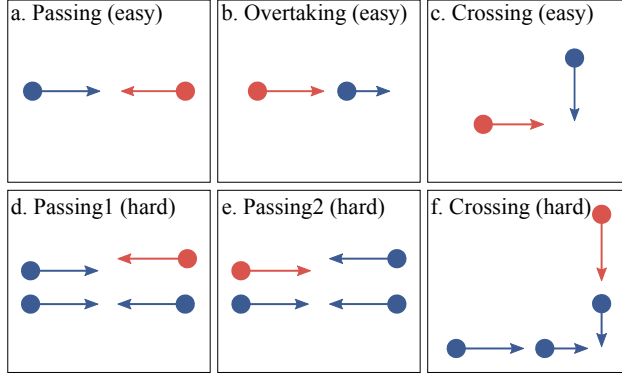 a. Passing (easy)
b. Overtaking (easy)
c. Crossing (easy)
d. Passing1 (hard)
e. Passing2 (hard)
f. Crossing (hard)